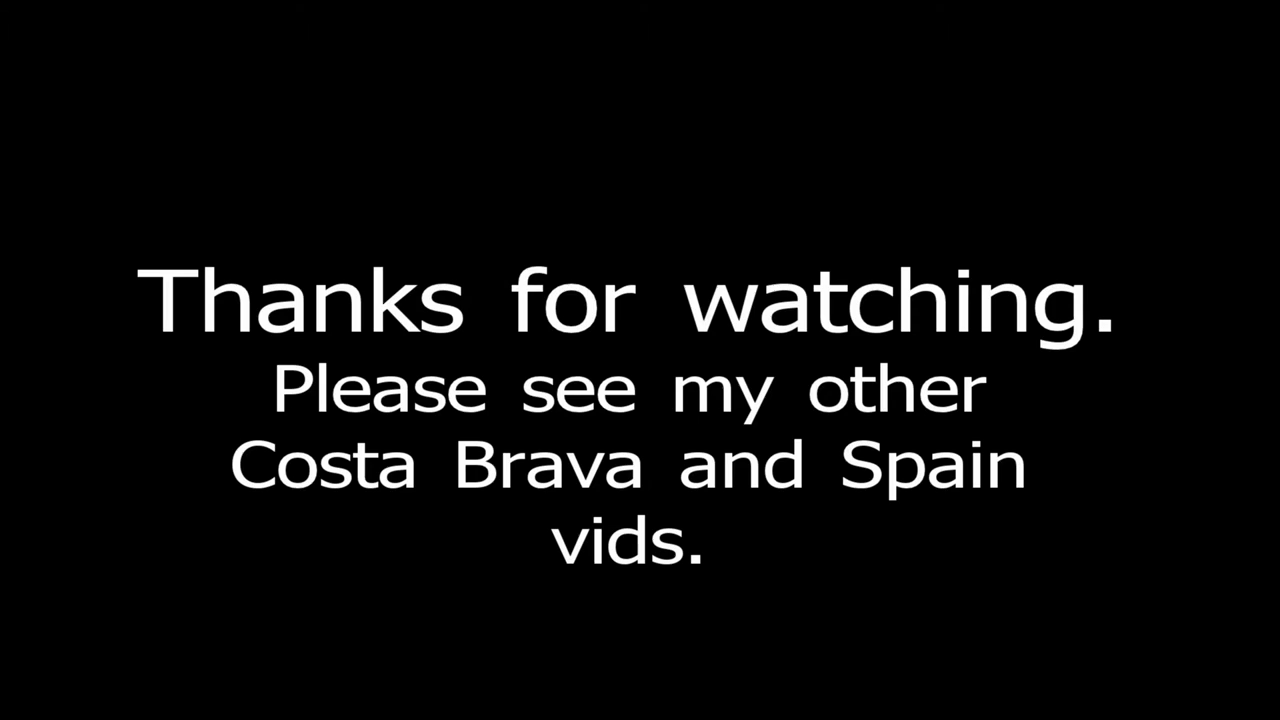 Thanks for watching.
Please see my other
Costa Brava and Spain
vids.